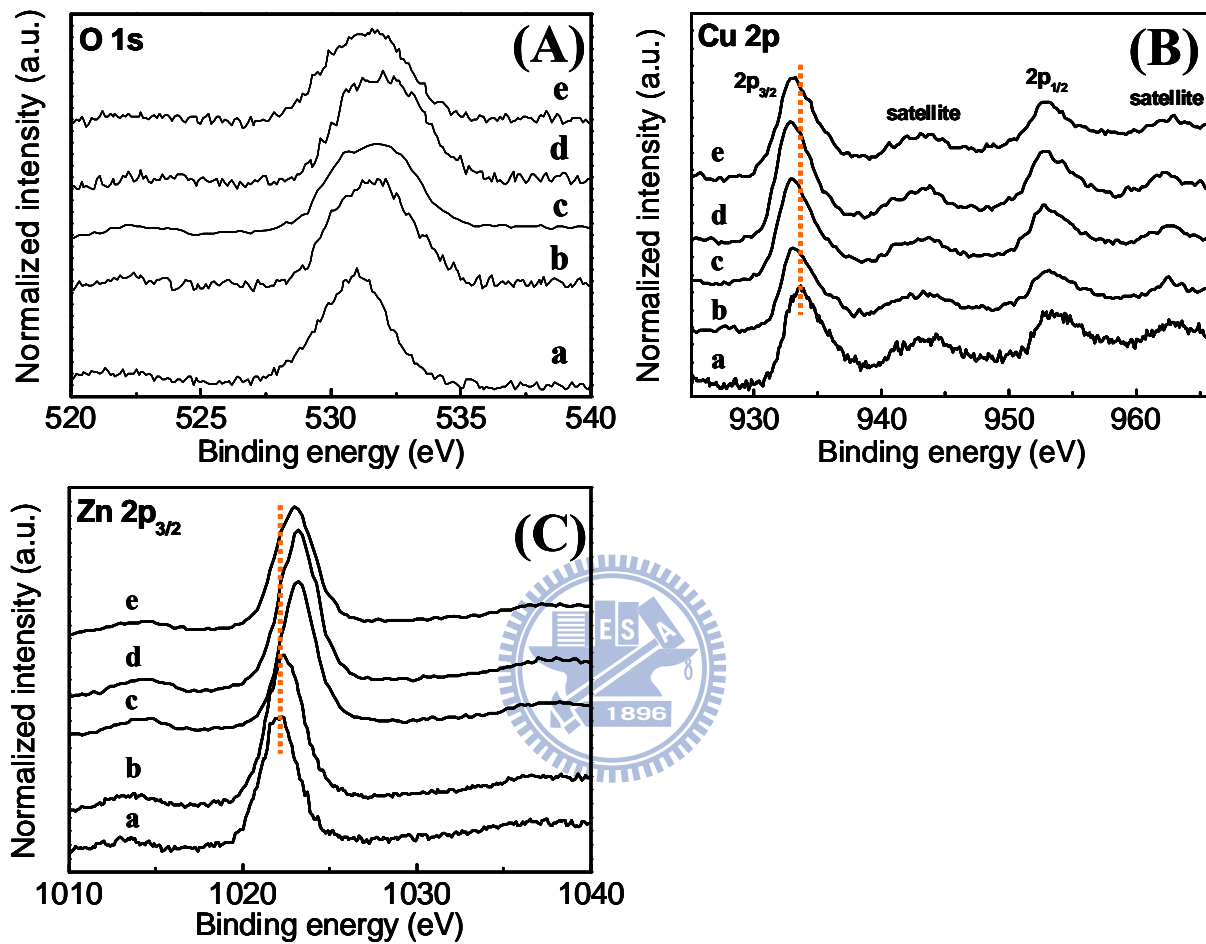 O 1s
(A)
Normalized intensity (a.u.)
e
d
c
b
a
520 525 530 535 540
Binding energy (eV)
Cu 2p
(B)
Normalized intensity (a.u.)
2p3/2
satellite
2p1/2
satellite
e
d
c
b
a
930 940 950 960
Binding energy (eV)
Zn 2p3/2
(C)
Normalized intensity (a.u.)
e
d
c
b
a
1010 1020 1030 1040
Binding energy (eV)
E S A
1896